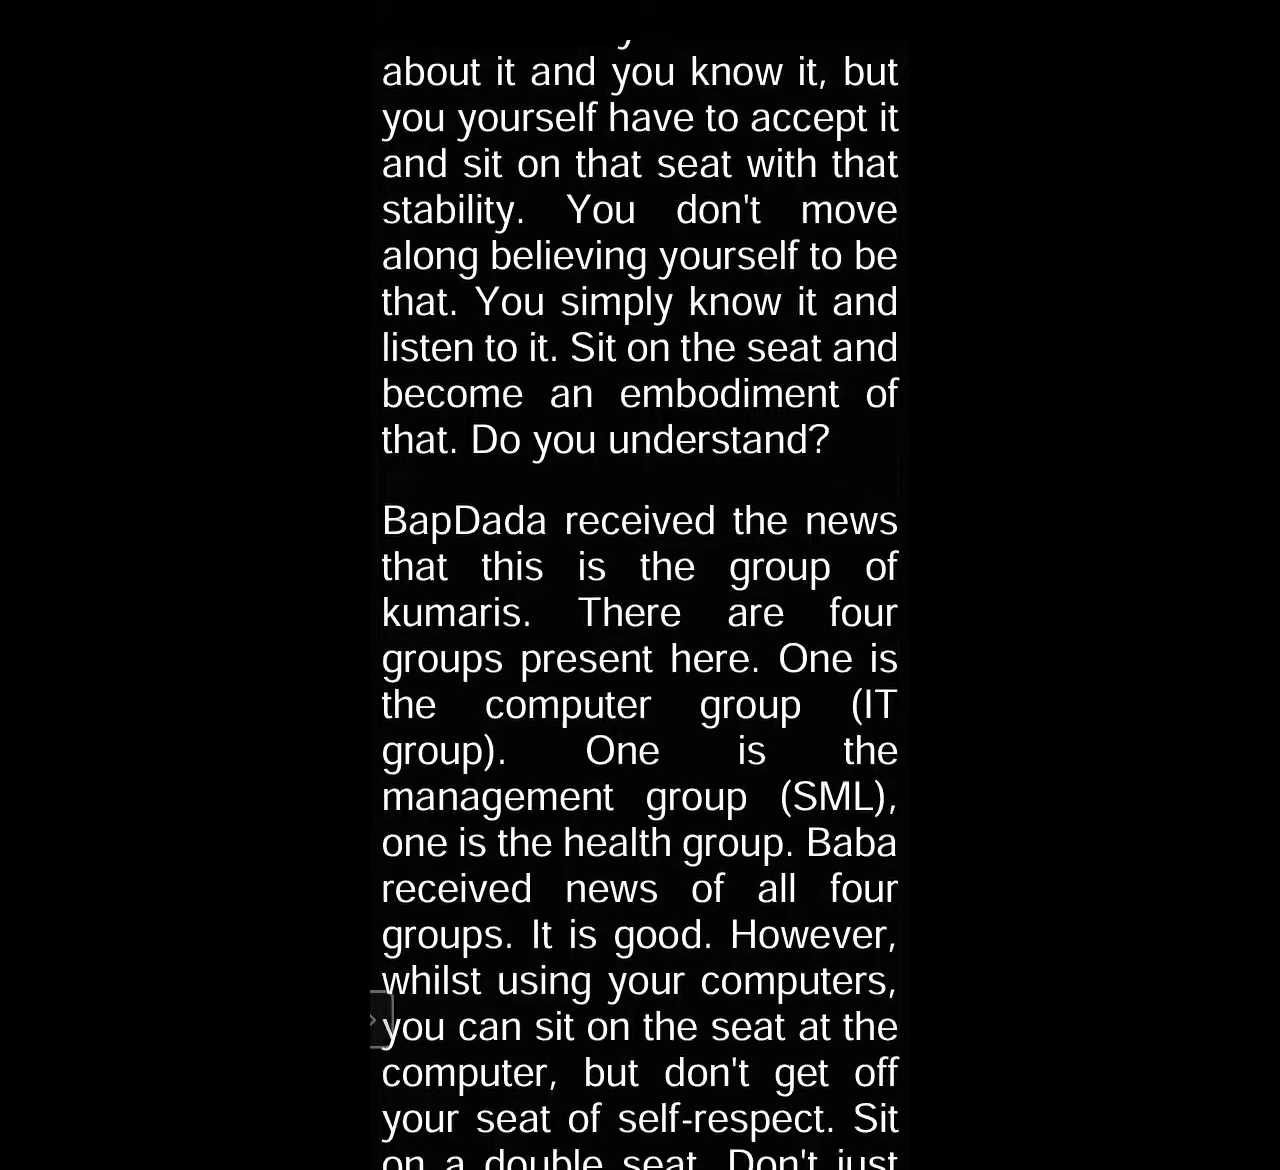 about it and you know it, but
you yourself have to accept it
and sit on that seat with that
stability. You don't move
along believing yourself to be
that. You simply know it and
listen to it. Sit on the seat and
become an embodiment of
that. Do you understand?
BapDada received the news
that this is the group of
kumaris. There are four
groups present here. One is
the computer group (IT
group). One is the
management group (SML),
one is the health group. Baba
received news of all four
groups. It is good. However,
whilst using your computers,
you can sit on the seat at the
computer, but don't get off
your seat of self-respect. Sit
on a double seat. Don't just